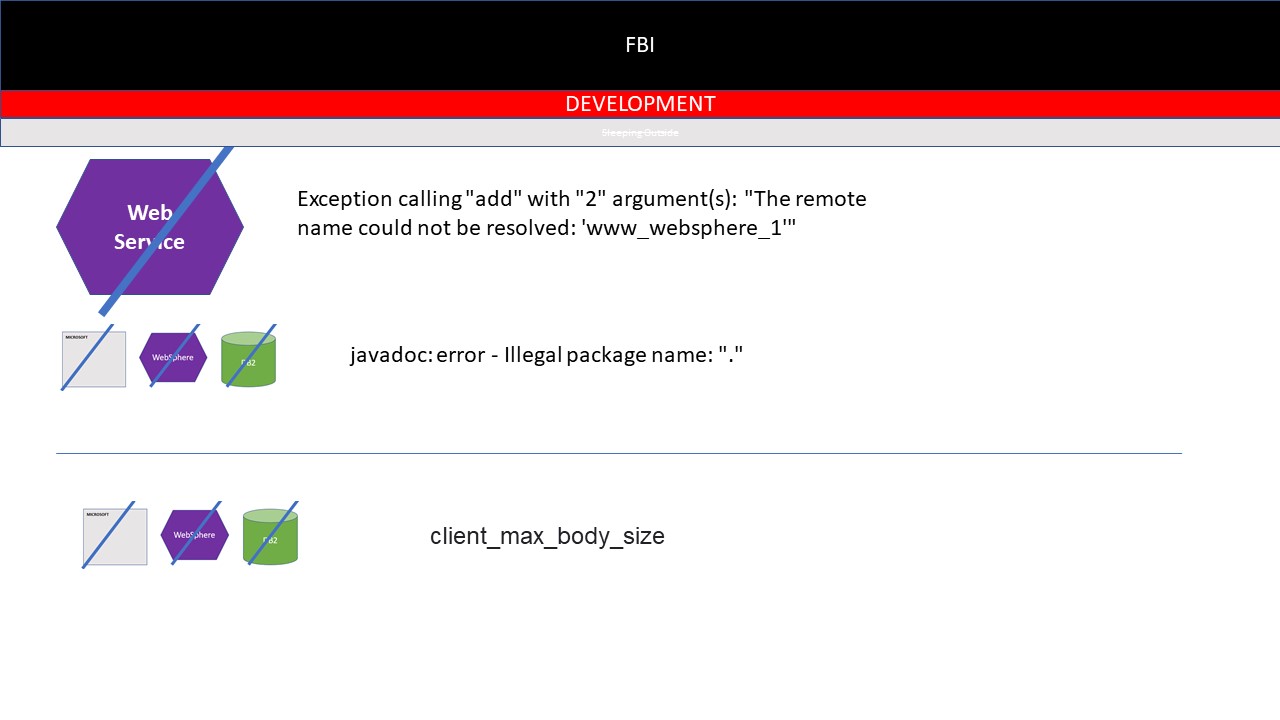 FBI
DEVELOPMENT
Sleeping Outside
Web
Service
Exception calling "add" with "2" argument(s): "The remote
name could not be resolved: 'www_websphere_1'"
MICROSOFT
WebSphere
DB2
javadoc: error - Illegal package name: "."
MICROSOFT
WebSphere
DB2
client_max_body_size